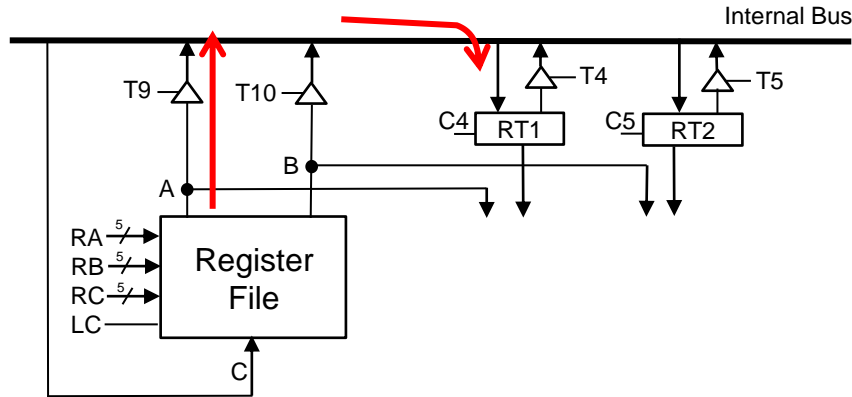 Internal Bus
T9
T10
T4
T5
C4
RT1
C5
RT2
B
A
RA 5
RB 5
RC 5
LC
Register
File
C